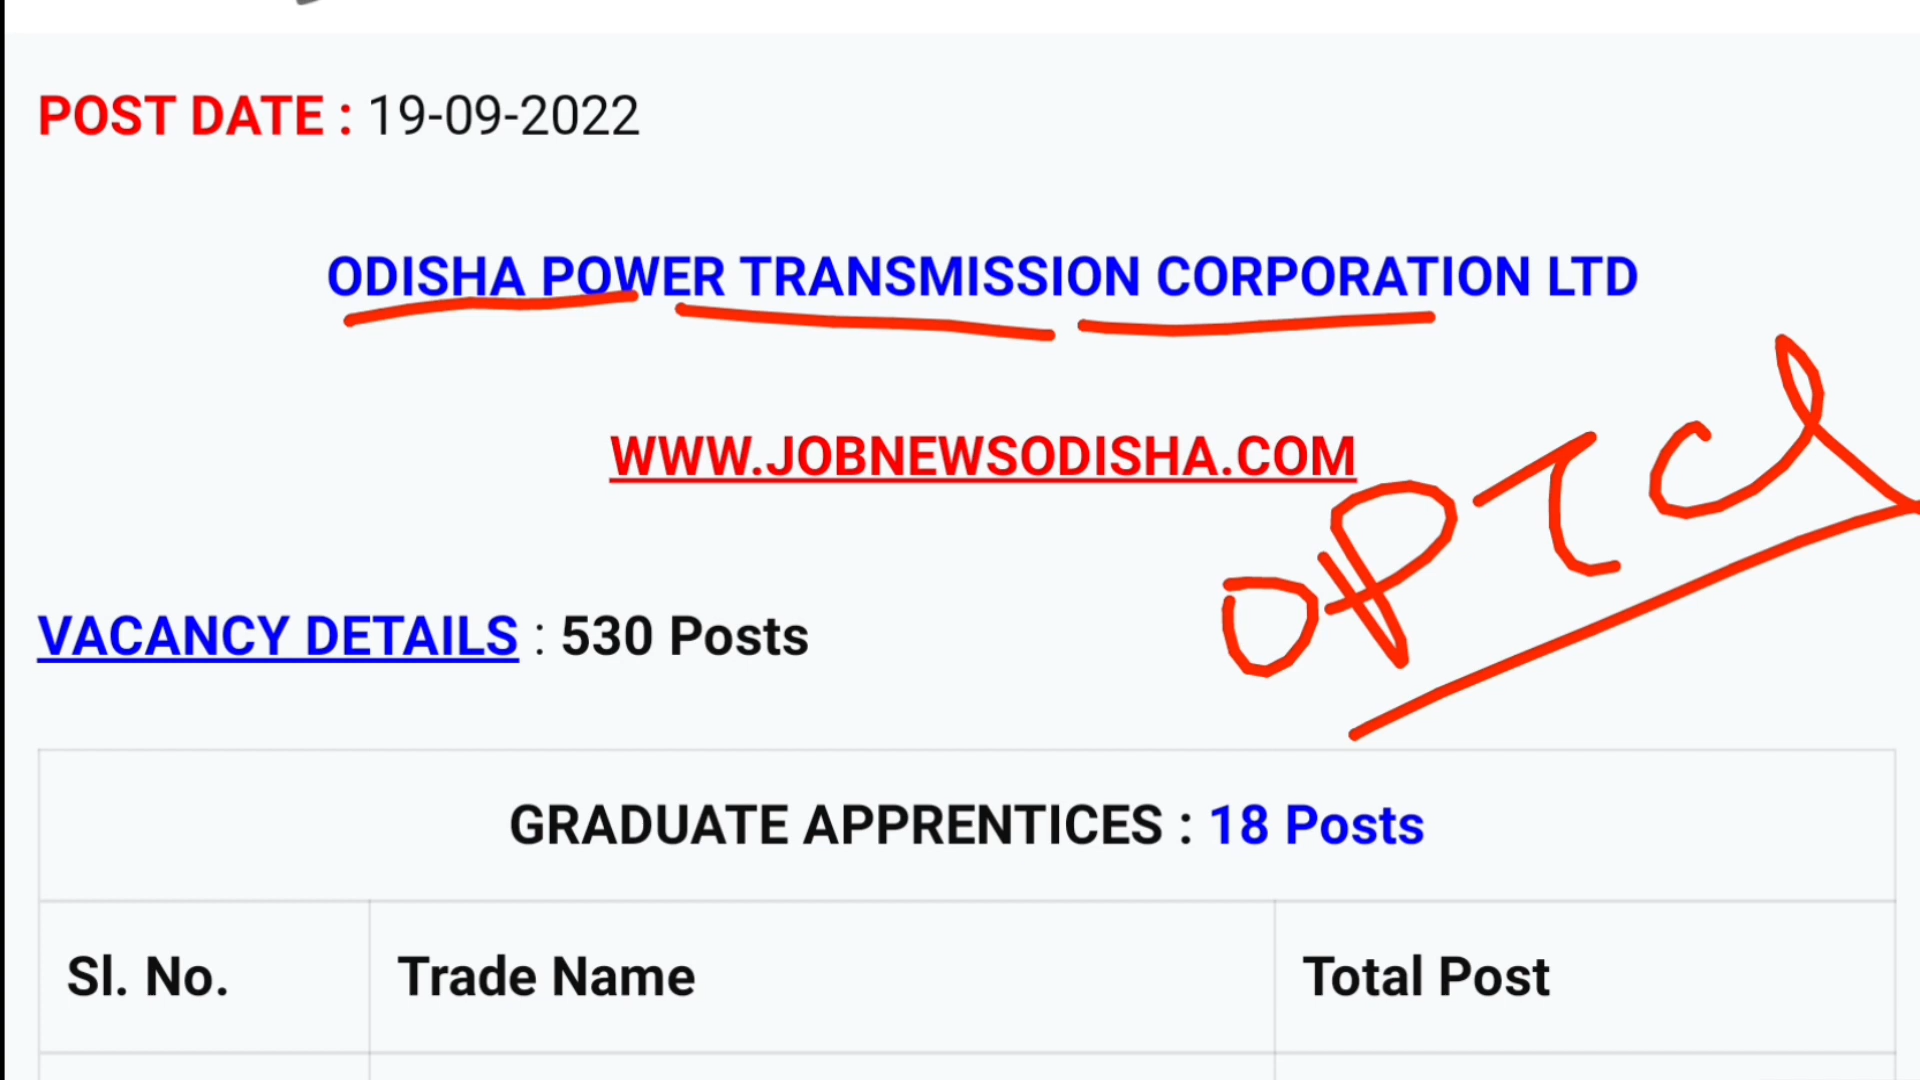 POST DATE : 19-09-2022
ODISHA POWER TRANSMISSION CORPORATION LTD
WWW.JOBNEWSODISHA.COM
OPTCL
VACANCY DETAILS : 530 Posts
GRADUATE APPRENTICES : 18 Posts
Sl. No. Trade Name Total Post